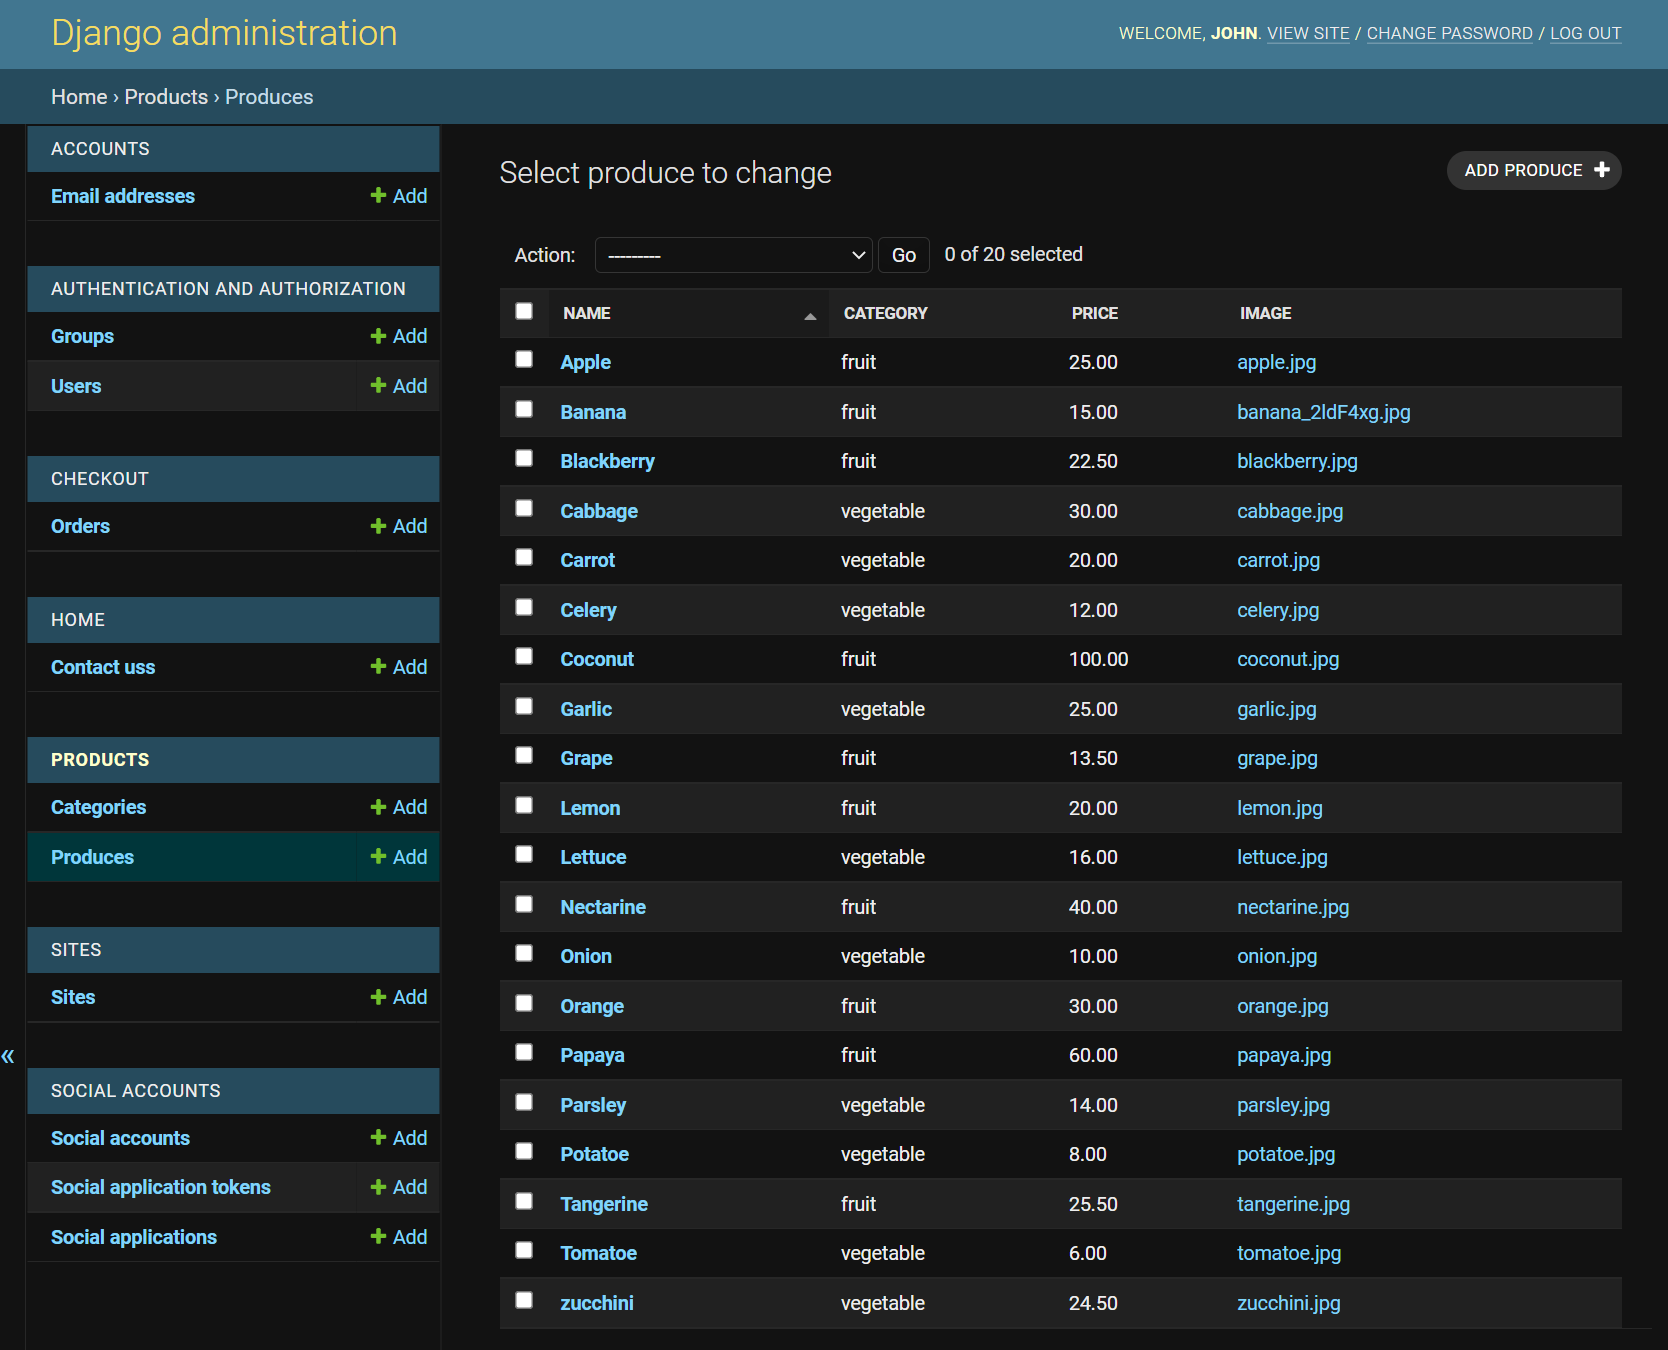 Django administration
WELCOME, JOHN. VIEW SITE / CHANGE PASSWORD / LOG OUT
Home › Products › Produces
ACCOUNTS
Email addresses Add
AUTHENTICATION AND AUTHORIZATION
Groups Add
Users Add
CHECKOUT
Orders Add
HOME
Contact uss Add
PRODUCTS
Categories Add
Produces Add
SITES
Sites Add
SOCIAL ACCOUNTS
Social accounts Add
Social application tokens Add
Social applications Add
«
Select produce to change
ADD PRODUCE
Action: --------- Go 0 of 20 selected
NAME CATEGORY PRICE IMAGE
Apple fruit 25.00 apple.jpg
Banana fruit 15.00 banana_2ldF4xg.jpg
Blackberry fruit 22.50 blackberry.jpg
Cabbage vegetable 30.00 cabbage.jpg
Carrot vegetable 20.00 carrot.jpg
Celery vegetable 12.00 celery.jpg
Coconut fruit 100.00 coconut.jpg
Garlic vegetable 25.00 garlic.jpg
Grape fruit 13.50 grape.jpg
Lemon fruit 20.00 lemon.jpg
Lettuce vegetable 16.00 lettuce.jpg
Nectarine fruit 40.00 nectarine.jpg
Onion vegetable 10.00 onion.jpg
Orange fruit 30.00 orange.jpg
Papaya fruit 60.00 papaya.jpg
Parsley vegetable 14.00 parsley.jpg
Potatoe vegetable 8.00 potatoe.jpg
Tangerine fruit 25.50 tangerine.jpg
Tomatoe vegetable 6.00 tomatoe.jpg
zucchini vegetable 24.50 zucchini.jpg